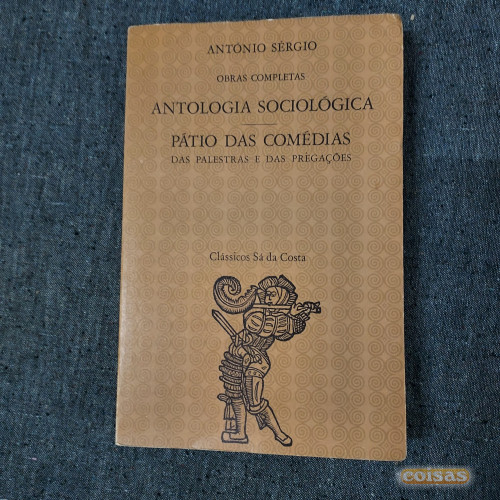 ANTÓNIO SÉRGIO
OBRAS COMPLETAS
ANTOLOGIA SOCIOLÓGICA
PÁTIO DAS COMÉDIAS
DAS PALESTRAS E DAS PREGAÇÕES
Clássicos Sá da Costa
coisas